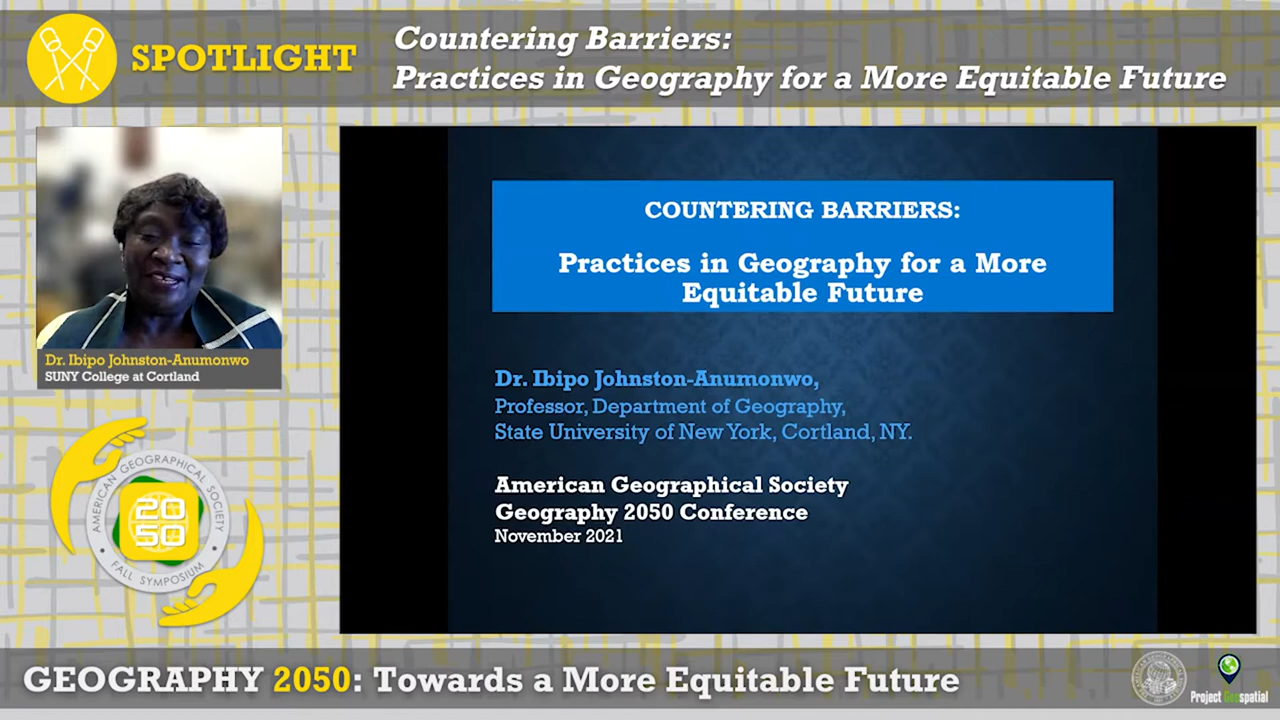 SPOTLIGHT
Countering Barriers:
Practices in Geography for a More Equitable Future
Dr. Ibipo Johnston-Anumonwo
SUNY College at Cortland
COUNTERING BARRIERS:
Practices in Geography for a More
Equitable Future
Dr. Ibipo Johnston-Anumonwo,
Professor, Department of Geography,
State University of New York, Cortland, NY.
American Geographical Society
Geography 2050 Conference
November 2021
AMERICAN GEOGRAPHICAL SOCIETY
20
50
FALL SYMPOSIUM
GEOGRAPHY 2050: Towards a More Equitable Future
Project Geospatial